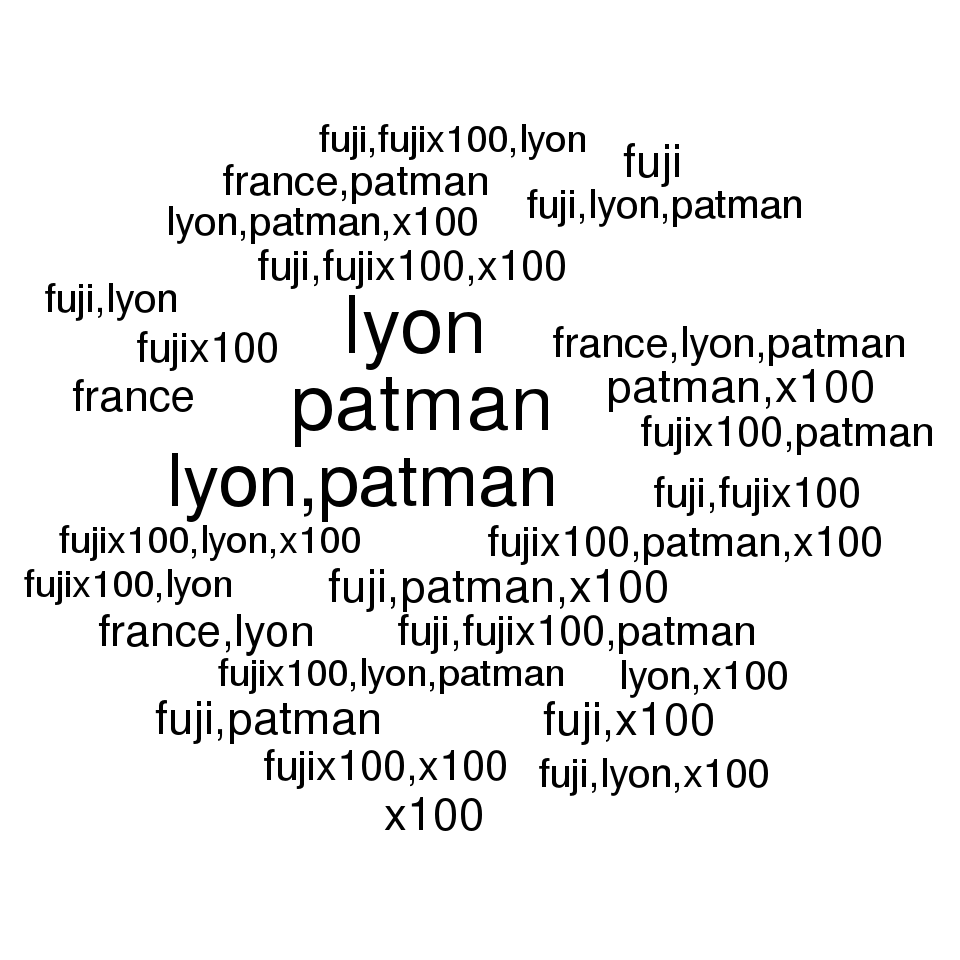 fuji,fujix100,lyon
fuji
france,patman
fuji,lyon,patman
lyon,patman,x100
fuji,fujix100,x100
fuji,lyon
lyon
fujix100
france,lyon,patman
france
patman
patman,x100
fujix100,patman
lyon,patman
fuji,fujix100
fujix100,lyon,x100
fujix100,patman,x100
fujix100,lyon
fuji,patman,x100
france,lyon
fuji,fujix100,patman
fujix100,lyon,patman
lyon,x100
fuji,patman
fuji,x100
fujix100,x100
fuji,lyon,x100
x100